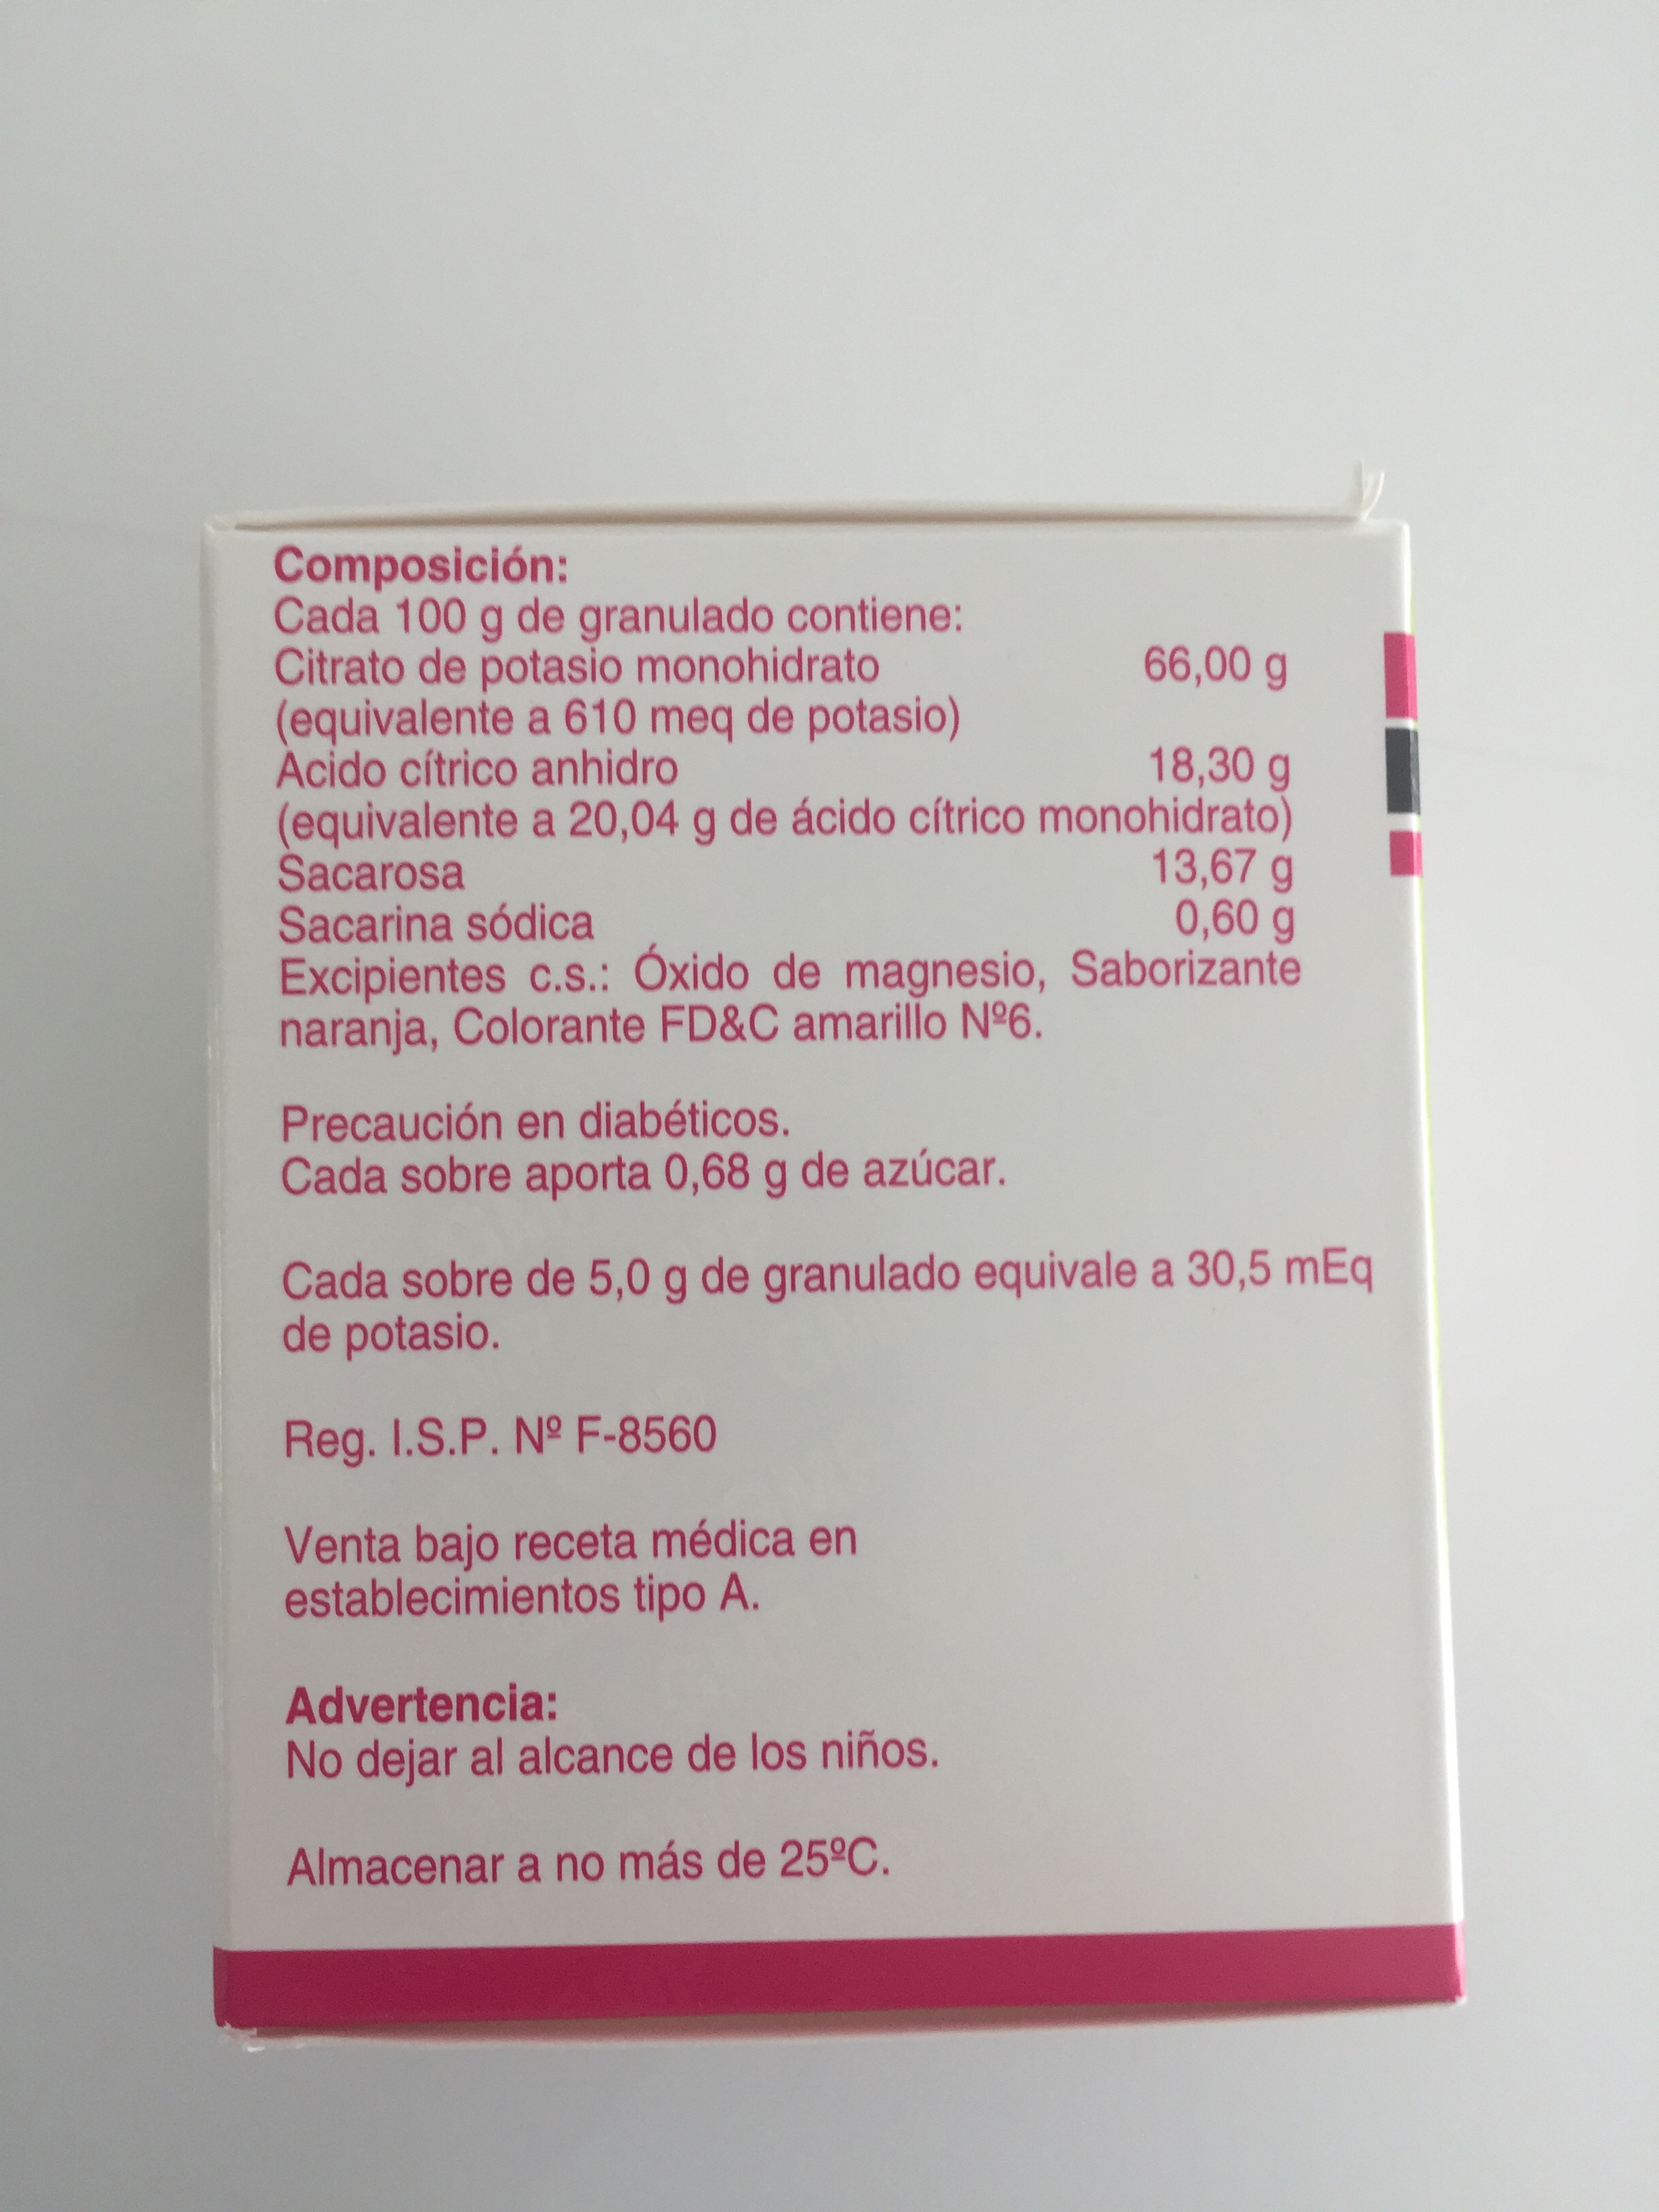 Composición:
Cada 100 g de granulado contiene:
Citrato de potasio monohidrato 66,00 g
(equivalente a 610 meq de potasio)
Acido cítrico anhidro 18,30 g
(equivalente a 20,04 g de ácido cítrico monohidrato)
Sacarosa 13,67 g
Sacarina sódica 0,60 g
Excipientes c.s.: Óxido de magnesio, Saborizante
naranja, Colorante FD&C amarillo Nº6.
Precaución en diabéticos.
Cada sobre aporta 0,68 g de azúcar.
Cada sobre de 5,0 g de granulado equivale a 30,5 mEq
de potasio.
Reg. I.S.P. Nº F-8560
Venta bajo receta médica en
establecimientos tipo A.
Advertencia:
No dejar al alcance de los niños.
Almacenar a no más de 25ºC.